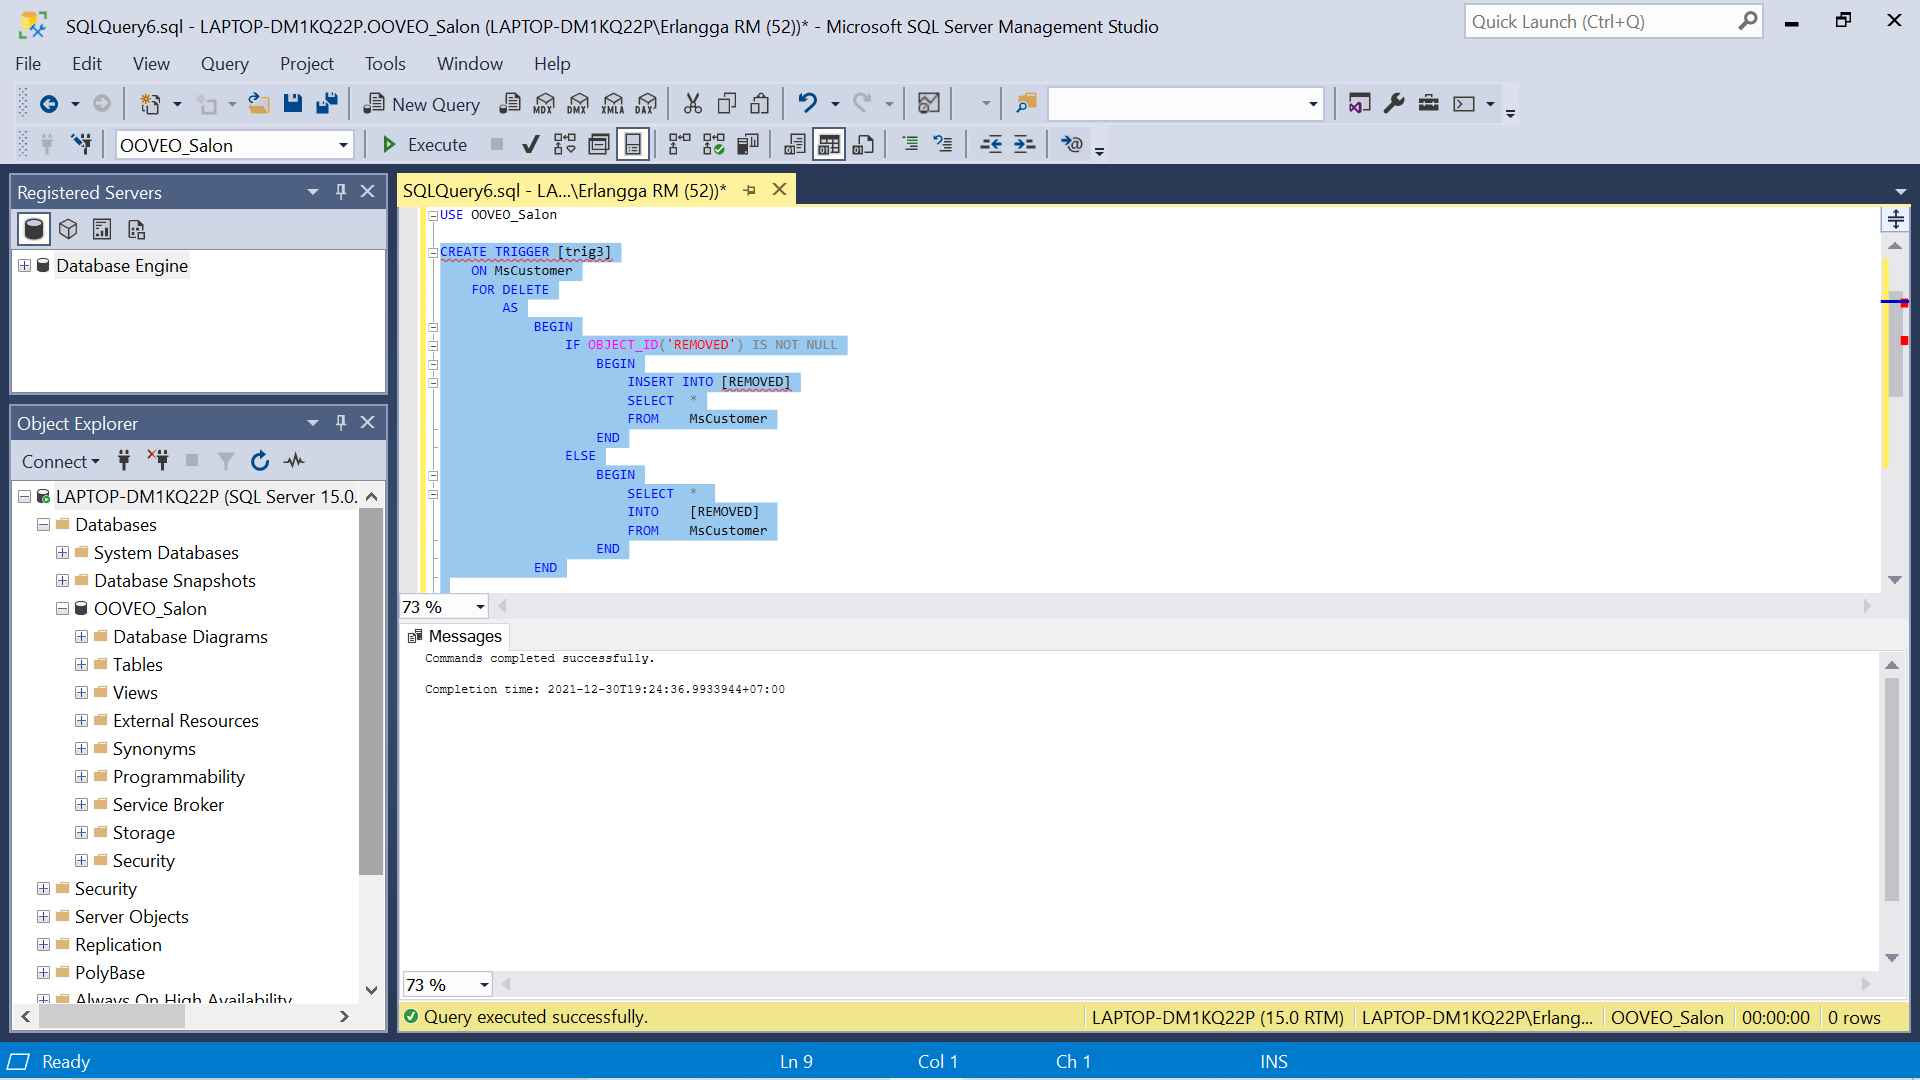 SQLQuery6.sql - LAPTOP-DM1KQ22P.OOVEO_Salon (LAPTOP-DM1KQ22P\Erlangga RM (52))* - Microsoft SQL Server Management Studio
Quick Launch (Ctrl+Q)
File Edit View Query Project Tools Window Help
New Query MDX DMX XMLA DAX
OOVEO_Salon Execute
Registered Servers
Database Engine
Object Explorer
Connect
LAPTOP-DM1KQ22P (SQL Server 15.0.
Databases
System Databases
Database Snapshots
OOVEO_Salon
Database Diagrams
Tables
Views
External Resources
Synonyms
Programmability
Service Broker
Storage
Security
Security
Server Objects
Replication
PolyBase
Always On High Availability
SQLQuery6.sql - LA...\Erlangga RM (52))*
USE OOVEO_Salon
CREATE TRIGGER [trig3]
ON MsCustomer
FOR DELETE
AS
BEGIN
IF OBJECT_ID('REMOVED') IS NOT NULL
BEGIN
INSERT INTO [REMOVED]
SELECT *
FROM MsCustomer
END
ELSE
BEGIN
SELECT *
INTO [REMOVED]
FROM MsCustomer
END
END
73 %
Messages
Commands completed successfully.
Completion time: 2021-12-30T19:24:36.9933944+07:00
73 %
Query executed successfully. LAPTOP-DM1KQ22P (15.0 RTM) LAPTOP-DM1KQ22P\Erlang... OOVEO_Salon 00:00:00 0 rows
Ready Ln 9 Col 1 Ch 1 INS